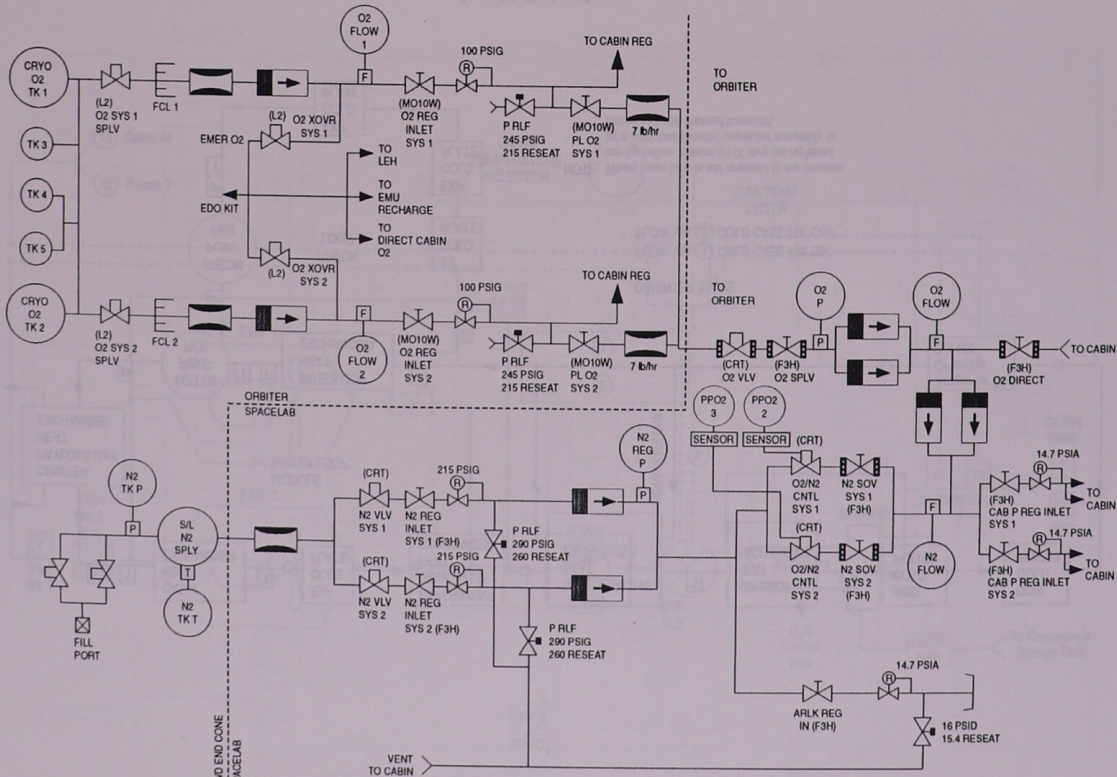 CRYO
O2
TK 1
TK 3
TK 4
TK 5
CRYO
O2
TK 2
(L2)
O2 SYS 1
SPLV
FCL 1
O2
FLOW
1
F
(MO10W)
O2 REG
INLET
SYS 1
100 PSIG
R
TO CABIN REG
P RLF
245 PSIG
215 RESEAT
(MO10W)
PL O2
SYS 1
7 lb/hr
TO
ORBITER
(L2)
O2 XOVR
SYS 1
EMER O2
TO
LEH
TO
EMU
RECHARGE
TO
DIRECT CABIN
O2
EDO KIT
(L2)
O2 XOVR
SYS 2
(L2)
O2 SYS 2
SPLV
FCL 2
F
O2
FLOW
2
(MO10W)
O2 REG
INLET
SYS 2
100 PSIG
R
TO CABIN REG
P RLF
245 PSIG
215 RESEAT
(MO10W)
PL O2
SYS 2
7 lb/hr
TO
ORBITER
(CRT)
O2 VLV
(F3H)
O2 SPLV
O2
P
P
O2
FLOW
F
(F3H)
O2 DIRECT
TO CABIN
ORBITER
SPACELAB
PPO2
3
PPO2
2
SENSOR
SENSOR
N2
TK P
P
S/L
N2
SPLY
T
N2
TK T
FILL
PORT
(CRT)
N2 VLV
SYS 1
N2 REG
INLET
SYS 1 (F3H)
215 PSIG
R
P RLF
290 PSIG
260 RESEAT
N2
REG
P
P
(CRT)
N2 VLV
SYS 2
N2 REG
INLET
SYS 2 (F3H)
215 PSIG
R
P RLF
290 PSIG
260 RESEAT
(CRT)
O2/N2
CNTL
SYS 1
N2 SOV
SYS 1
(F3H)
(CRT)
O2/N2
CNTL
SYS 2
N2 SOV
SYS 2
(F3H)
F
N2
FLOW
14.7 PSIA
R
(F3H)
CAB P REG INLET
SYS 1
TO
CABIN
14.7 PSIA
R
(F3H)
CAB P REG INLET
SYS 2
TO
CABIN
14.7 PSIA
R
ARLK REG
IN (F3H)
16 PSID
15.4 RESEAT
VENT
TO CABIN
END CONE